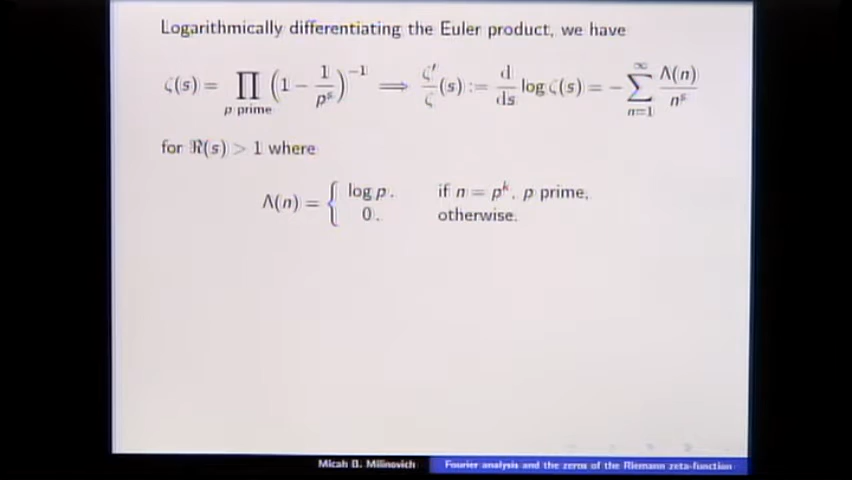 Logarithmically differentiating the Euler product, we have
ζ(s) = ∏_{p prime} (1 − 1/p^s)^{−1} ⟹ ζ′/ζ (s) := d/ds log ζ(s) = − ∑_{n=1}^{∞} Λ(n)/n^s
for ℜ(s) > 1 where
Λ(n) = { log p, if n = p^k, p prime,
0, otherwise.
Micah B. Milinovich Fourier analysis and the zeros of the Riemann zeta-function